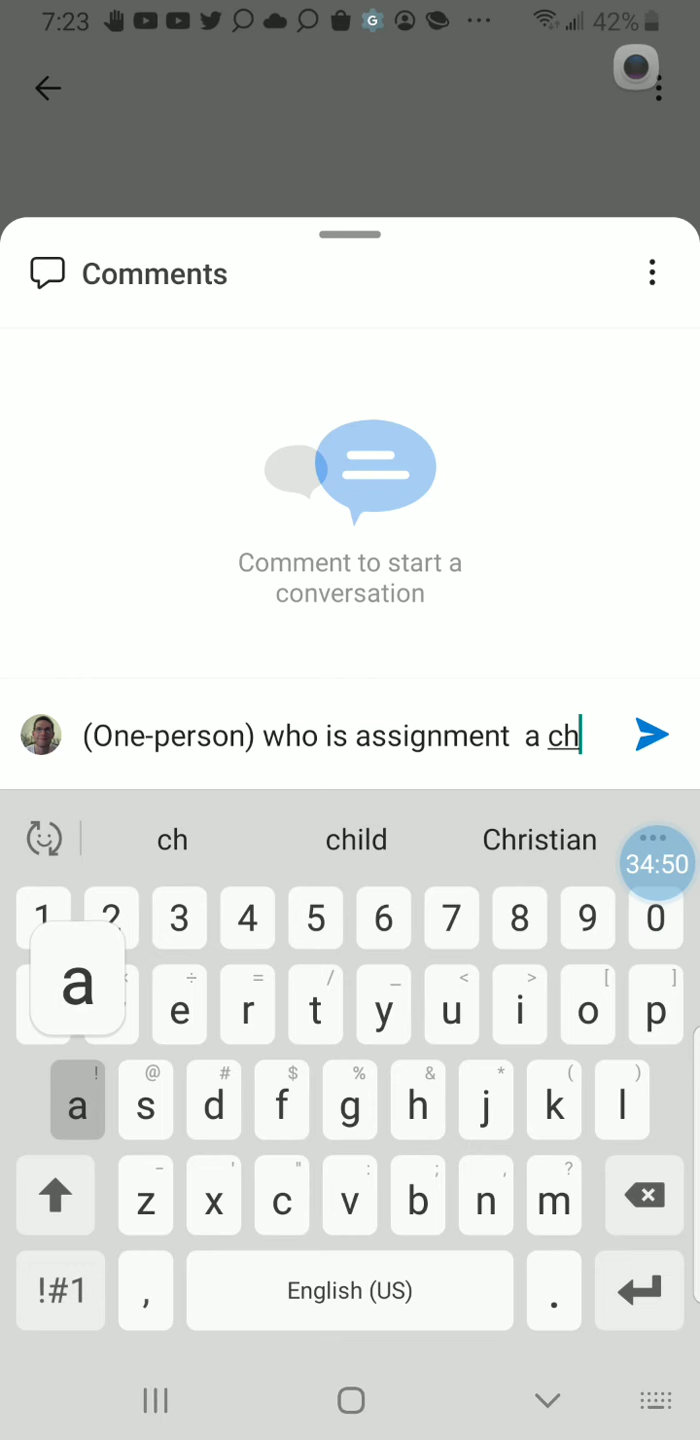 7:23 G 42%
Comments
Comment to start a
conversation
(One-person) who is assignment  a ch
ch child Christian
34:50
1 2 3 4 5 6 7 8 9 0
a
÷ = / _ < > [ ]
e r t y u i o p
! @ # $ % & * ( )
a s d f g h j k l
- ' " : ; , ?
z x c v b n m
!#1 , English (US) .